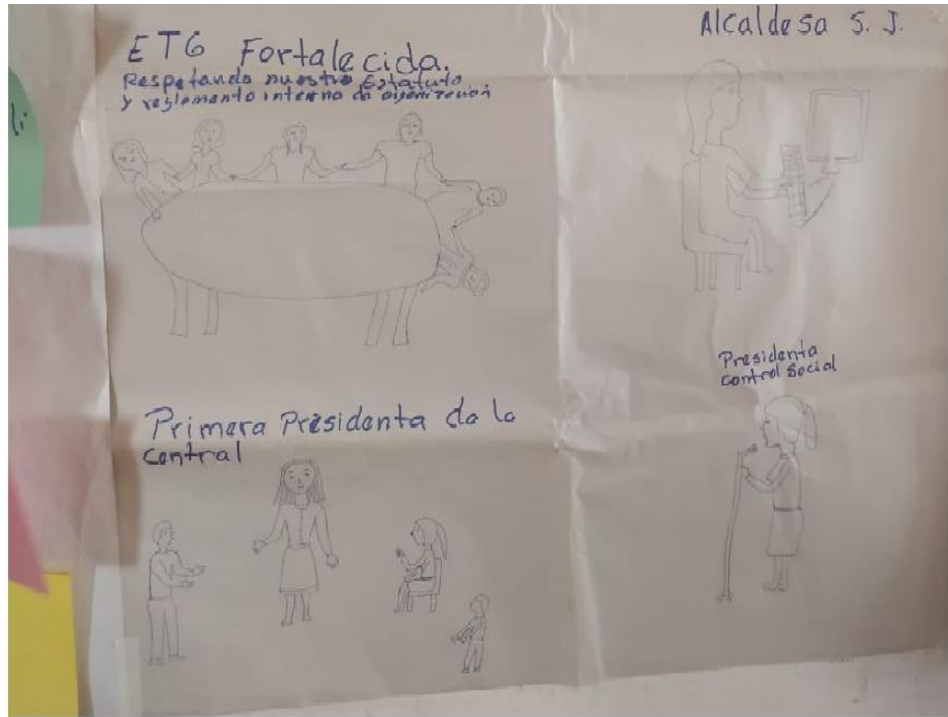 ETG Fortalecida.
Respetando nuestro Estatuto
y reglamento interno de organización
Alcaldesa S. J.
Presidenta
control Social
Primera Presidenta de la
central